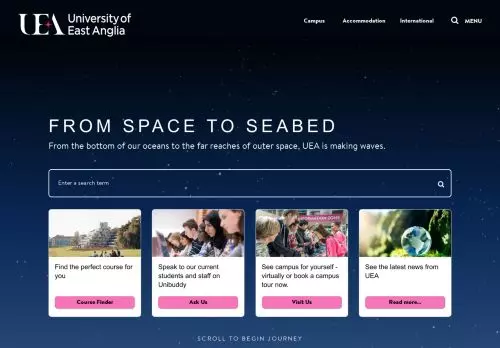 UEA University of
East Anglia
Campus Accommodation International MENU
FROM SPACE TO SEABED
From the bottom of our oceans to the far reaches of outer space, UEA is making waves.
Enter a search term
INFORMATION ZONE
Find the perfect course for
you
Course Finder
Speak to our current
students and staff on
Unibuddy
Ask Us
See campus for yourself -
virtually or book a campus
tour now.
Visit Us
See the latest news from
UEA
Read more...
SCROLL TO BEGIN JOURNEY